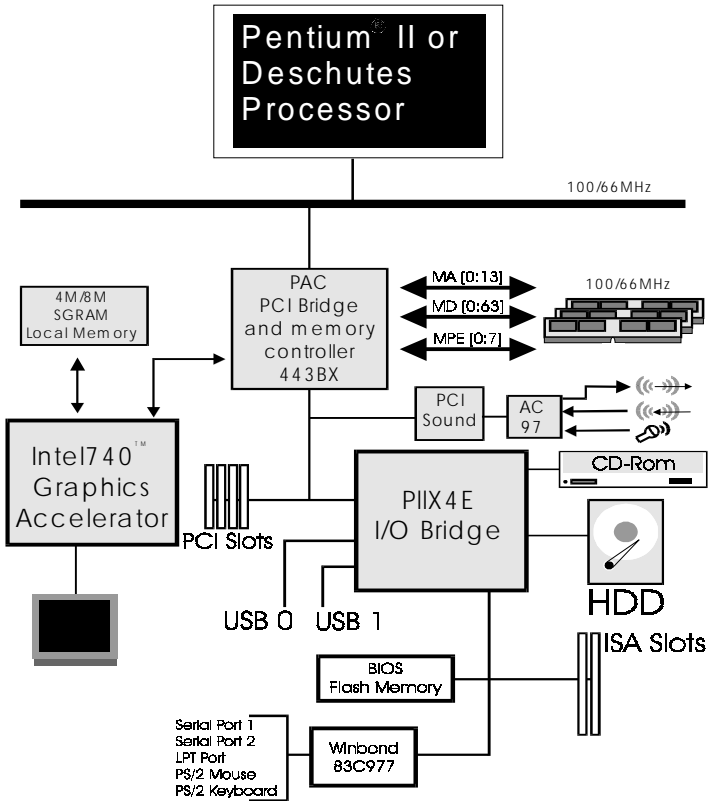 Pentium® II or
Deschutes
Processor
100/66MHz
PAC
PCI Bridge
and memory
controller
443BX
MA [0:13]
MD [0:63]
MPE [0:7]
100/66MHz
4M/8M
SGRAM
Local Memory
PCI
Sound
AC
97
Intel740™
Graphics
Accelerator
PCI Slots
PIIX4E
I/O Bridge
CD-Rom
HDD
USB 0
USB 1
ISA Slots
BIOS
Flash Memory
Serial Port 1
Serial Port 2
LPT Port
PS/2 Mouse
PS/2 Keyboard
Winbond
83C977